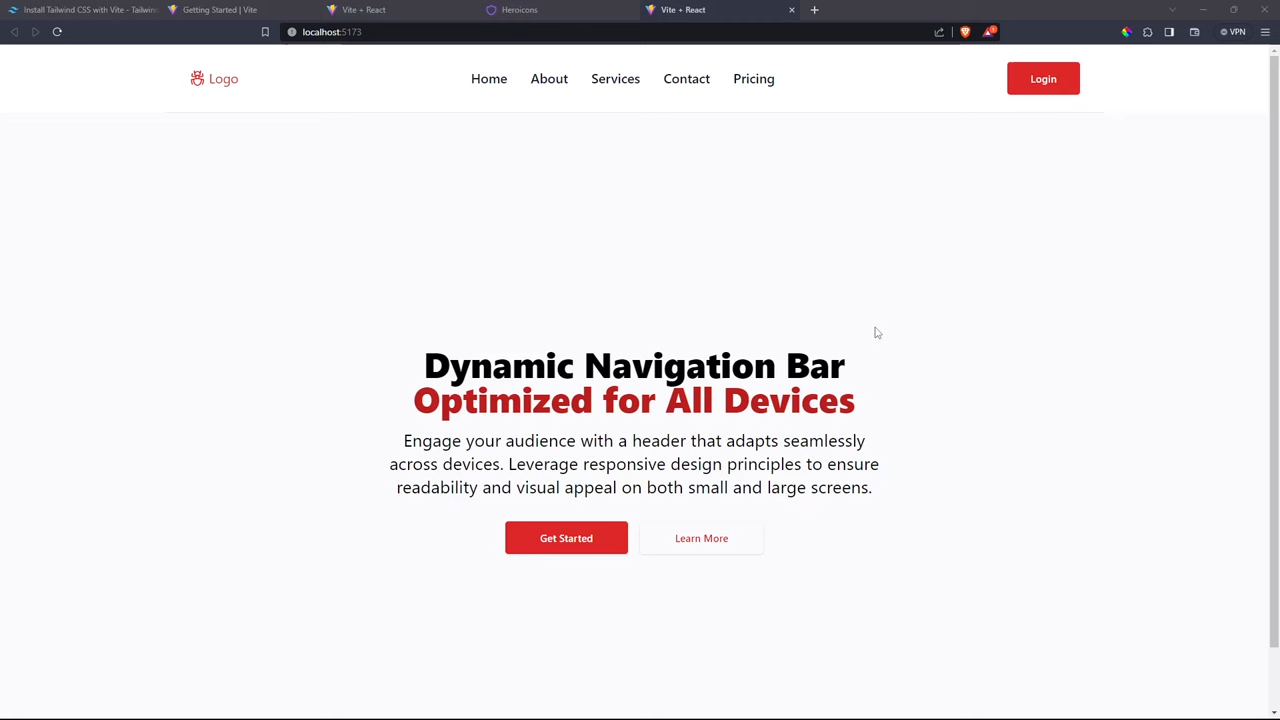 Install Tailwind CSS with Vite - Tailwin
Getting Started | Vite
Vite + React
Heroicons
Vite + React
localhost:5173
VPN
Logo
Home
About
Services
Contact
Pricing
Login
Dynamic Navigation Bar
Optimized for All Devices
Engage your audience with a header that adapts seamlessly
across devices. Leverage responsive design principles to ensure
readability and visual appeal on both small and large screens.
Get Started
Learn More